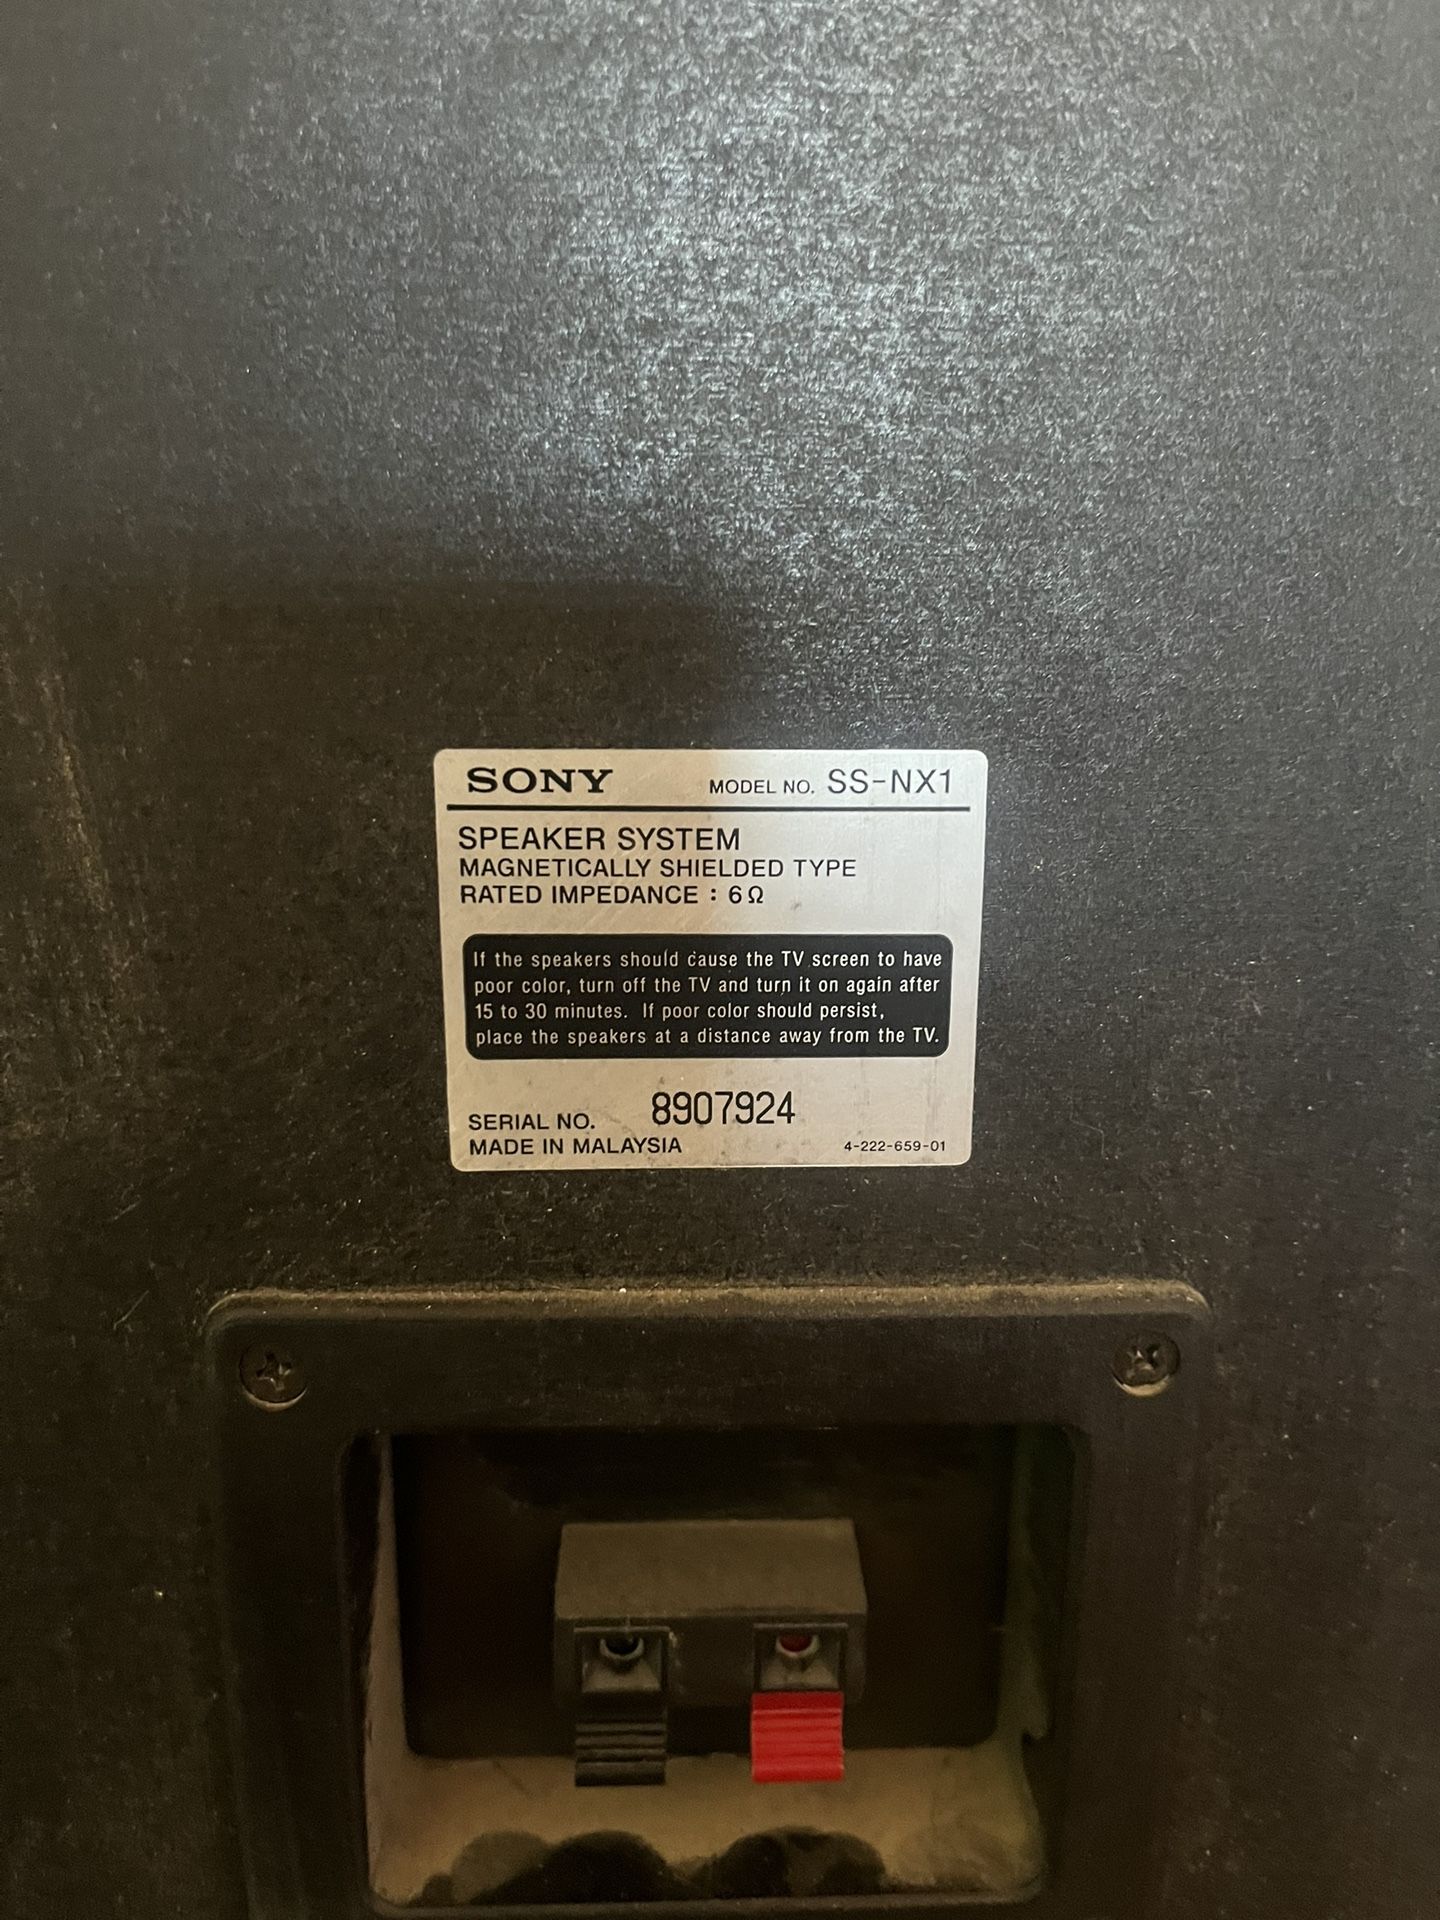 SONY MODEL NO. SS-NX1
SPEAKER SYSTEM
MAGNETICALLY SHIELDED TYPE
RATED IMPEDANCE : 6Ω
If the speakers should cause the TV screen to have
poor color, turn off the TV and turn it on again after
15 to 30 minutes. If poor color should persist,
place the speakers at a distance away from the TV.
SERIAL NO. 8907924
MADE IN MALAYSIA 4-222-659-01